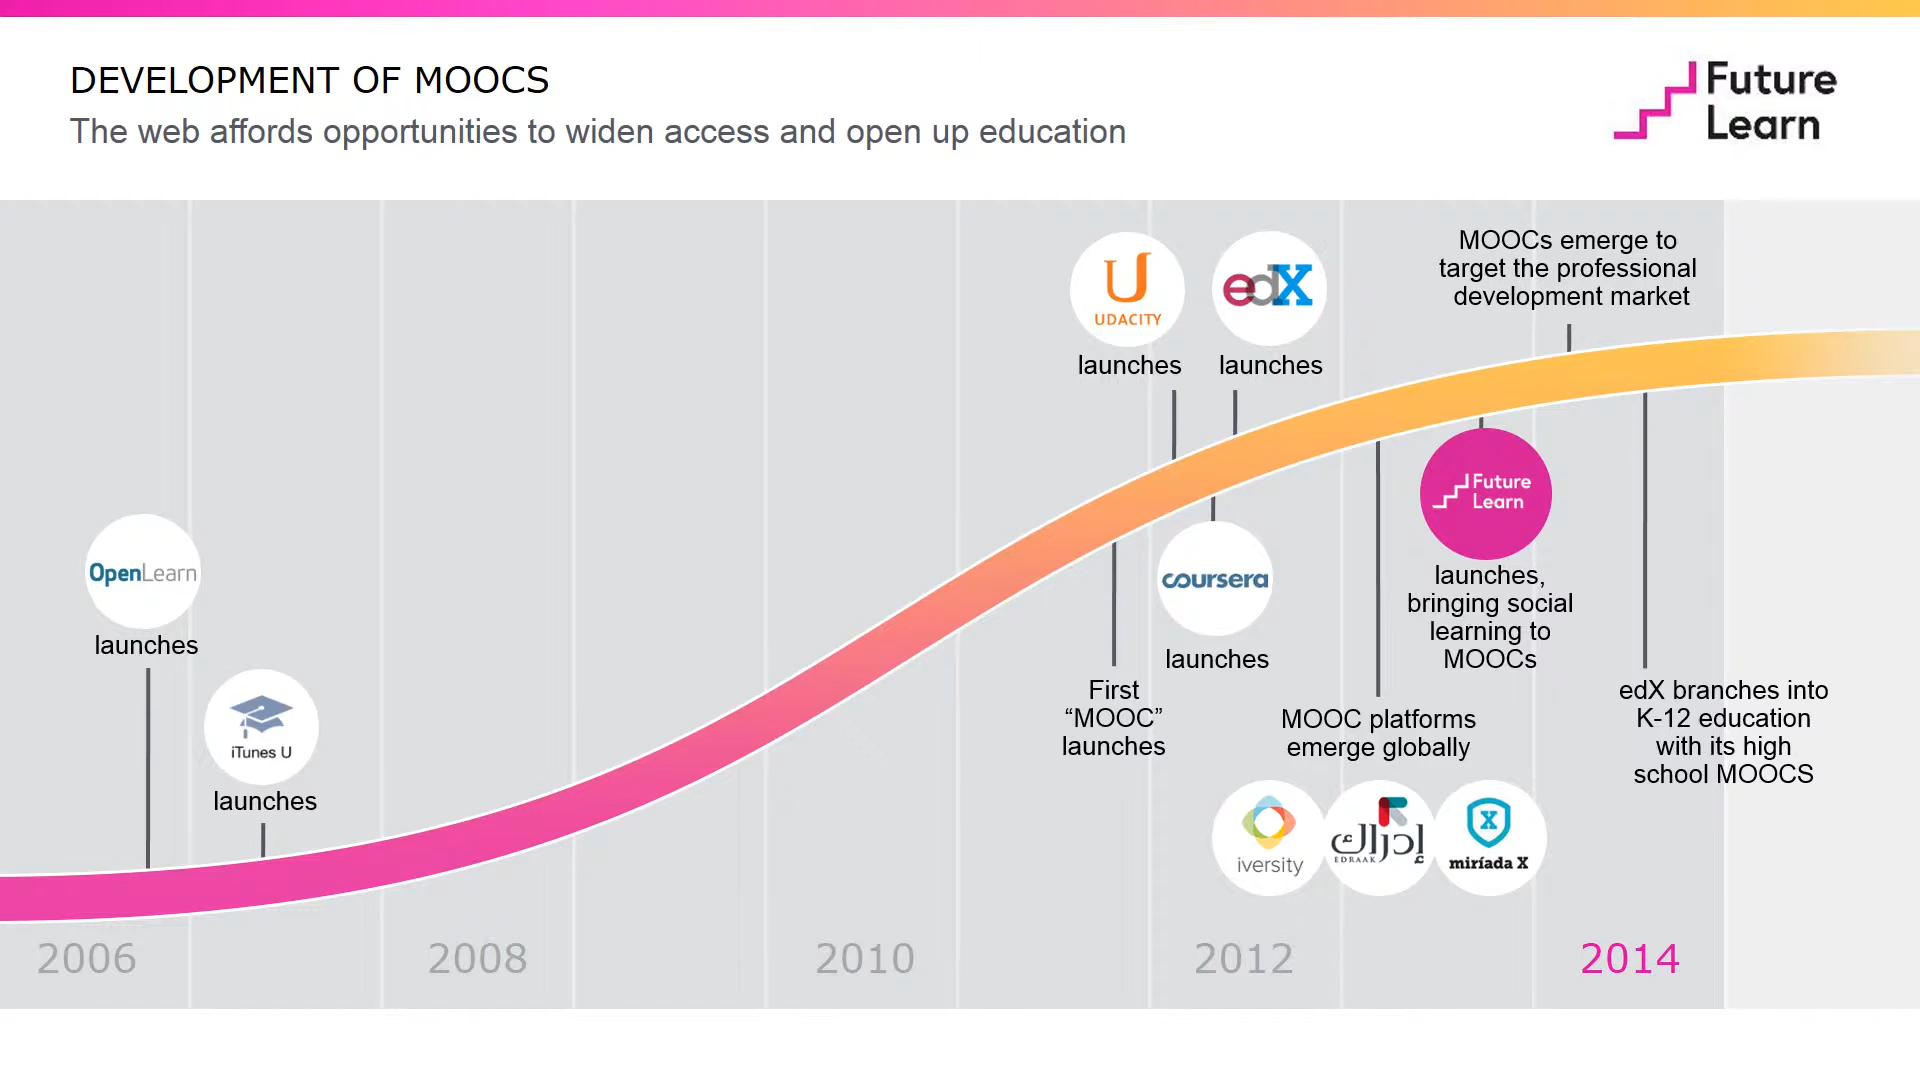 DEVELOPMENT OF MOOCS
The web affords opportunities to widen access and open up education
Future
Learn
OpenLearn
launches
iTunes U
launches
U
UDACITY
launches
edX
launches
MOOCs emerge to
target the professional
development market
First
“MOOC”
launches
coursera
launches
MOOC platforms
emerge globally
iversity
إدراك
EDRAAK
X
miríada X
Future
Learn
launches,
bringing social
learning to
MOOCs
edX branches into
K-12 education
with its high
school MOOCS
2006
2008
2010
2012
2014